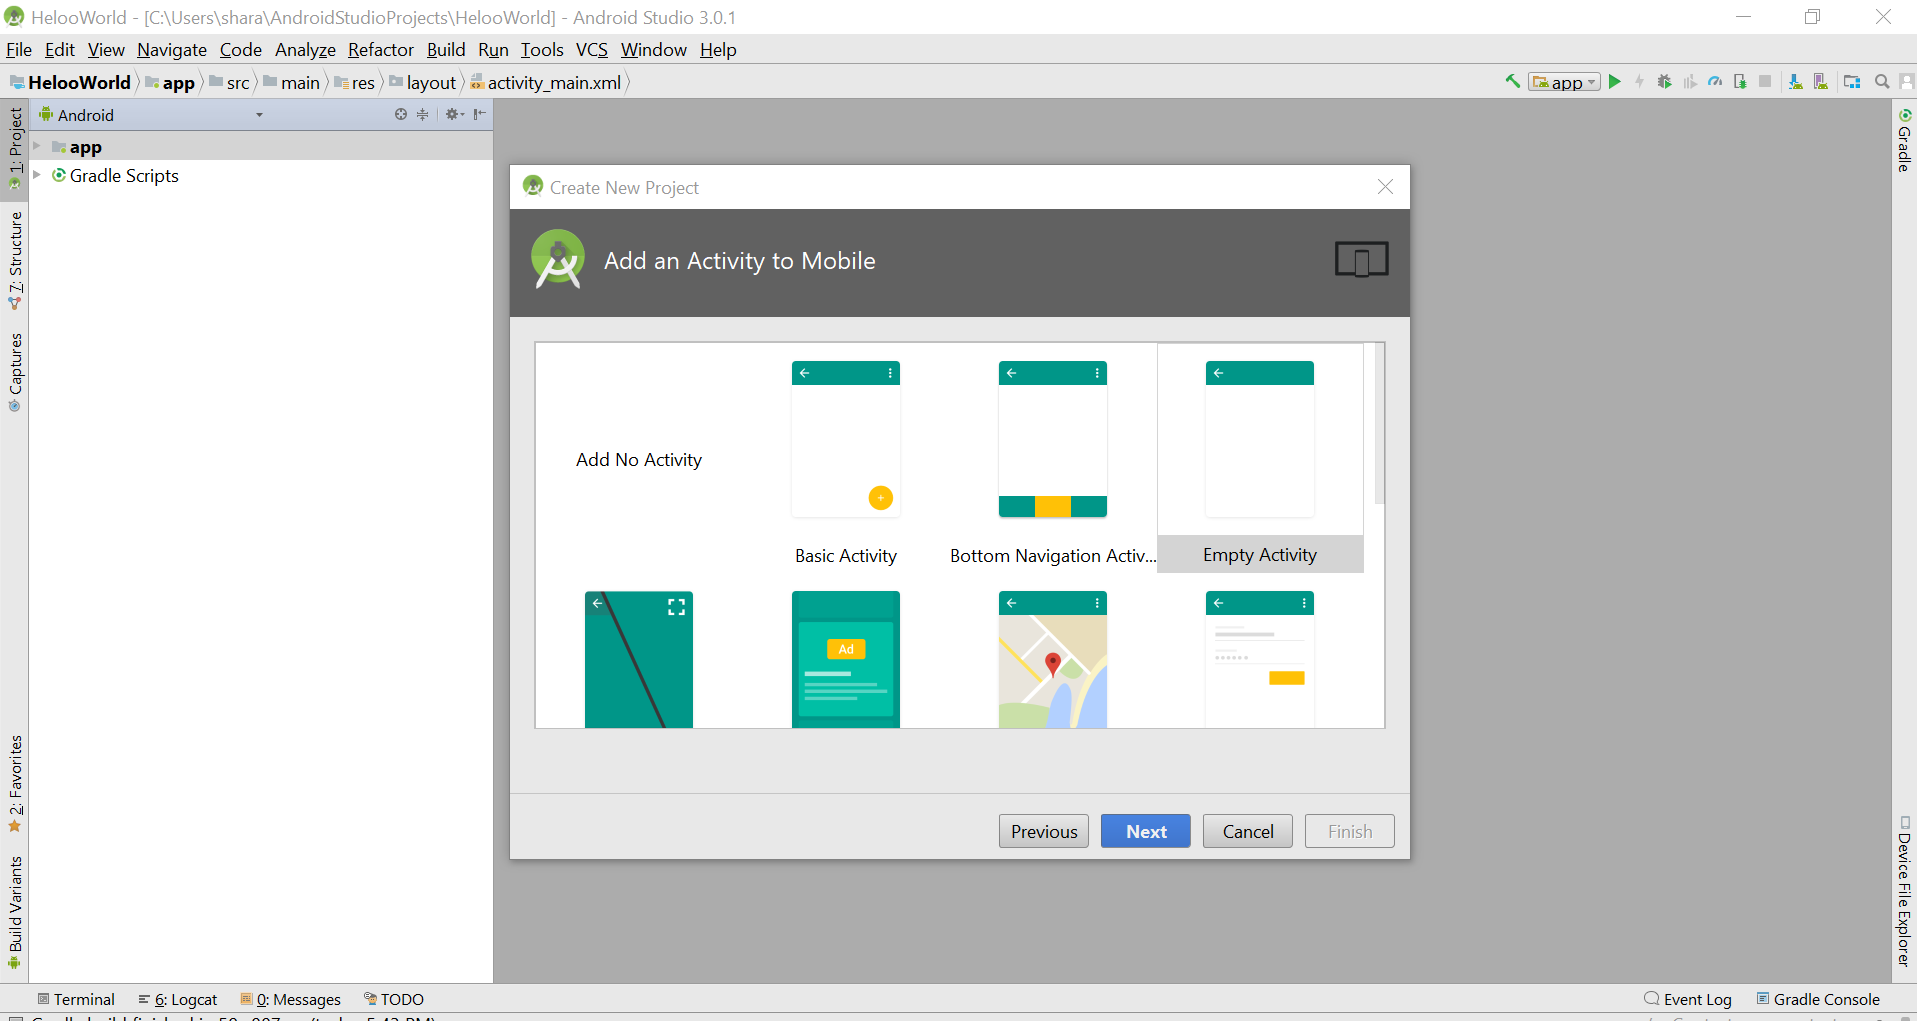 HelooWorld - [C:\Users\shara\AndroidStudioProjects\HelooWorld] - Android Studio 3.0.1
File Edit View Navigate Code Analyze Refactor Build Run Tools VCS Window Help
HelooWorld app src main res layout activity_main.xml
app
1: Project
Android
app
Gradle Scripts
7: Structure
Captures
2: Favorites
Build Variants
Create New Project
Add an Activity to Mobile
Add No Activity
Basic Activity
Bottom Navigation Activ...
Empty Activity
Ad
Previous Next Cancel Finish
Gradle
Device File Explorer
Terminal 6: Logcat 0: Messages TODO
Event Log Gradle Console